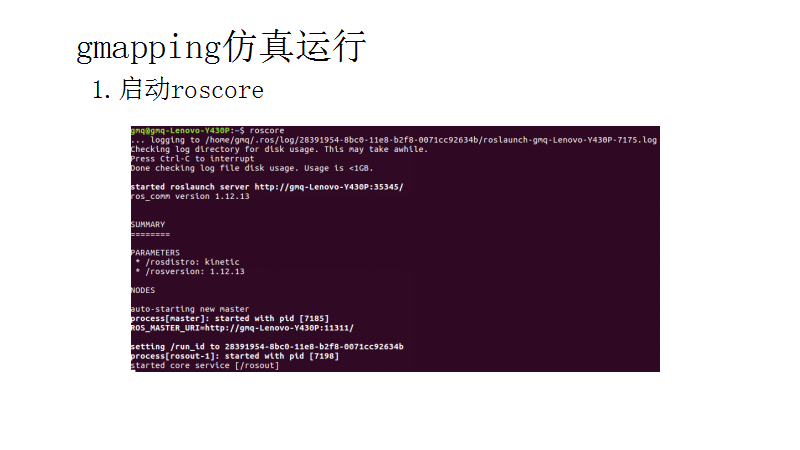 gmapping仿真运行
1.启动roscore
gmq@gmq-Lenovo-Y430P:~$ roscore
... logging to /home/gmq/.ros/log/28391954-8bc0-11e8-b2f8-0071cc92634b/roslaunch-gmq-Lenovo-Y430P-7175.log
Checking log directory for disk usage. This may take awhile.
Press Ctrl-C to interrupt
Done checking log file disk usage. Usage is <1GB.
started roslaunch server http://gmq-Lenovo-Y430P:35345/
ros_comm version 1.12.13
SUMMARY
========
PARAMETERS
* /rosdistro: kinetic
* /rosversion: 1.12.13
NODES
auto-starting new master
process[master]: started with pid [7185]
ROS_MASTER_URI=http://gmq-Lenovo-Y430P:11311/
setting /run_id to 28391954-8bc0-11e8-b2f8-0071cc92634b
process[rosout-1]: started with pid [7198]
started core service [/rosout]